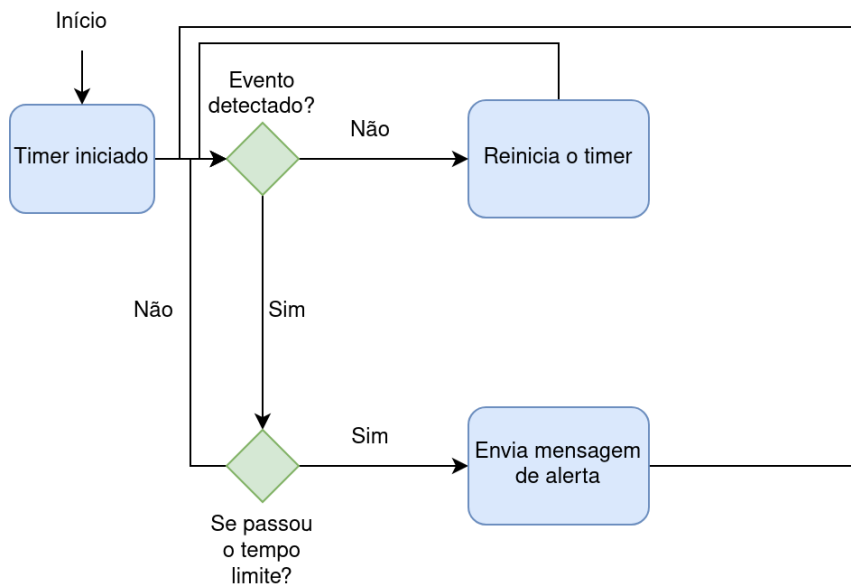 Início
Evento
detectado?
Timer iniciado
Não
Reinicia o timer
Não
Sim
Sim
Envia mensagem
de alerta
Se passou
o tempo
limite?